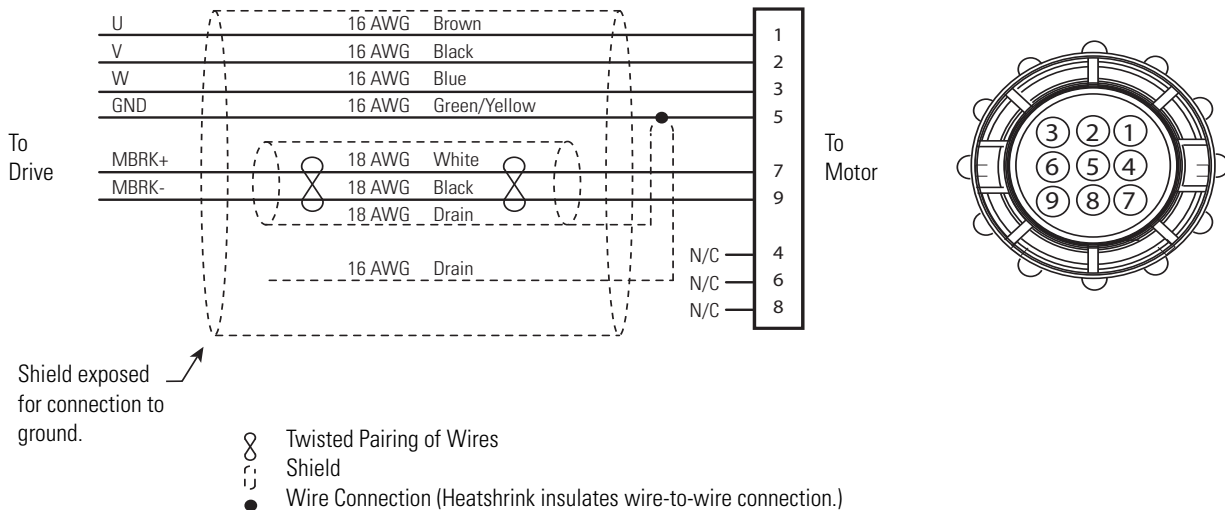 U 16 AWG Brown 1
V 16 AWG Black 2
W 16 AWG Blue 3
GND 16 AWG Green/Yellow 5
To
Drive
MBRK+ 18 AWG White 7
MBRK- 18 AWG Black 9
18 AWG Drain
16 AWG Drain
N/C 4
N/C 6
N/C 8
To
Motor
3 2 1
6 5 4
9 8 7
Shield exposed
for connection to
ground.
Twisted Pairing of Wires
Shield
Wire Connection (Heatshrink insulates wire-to-wire connection.)